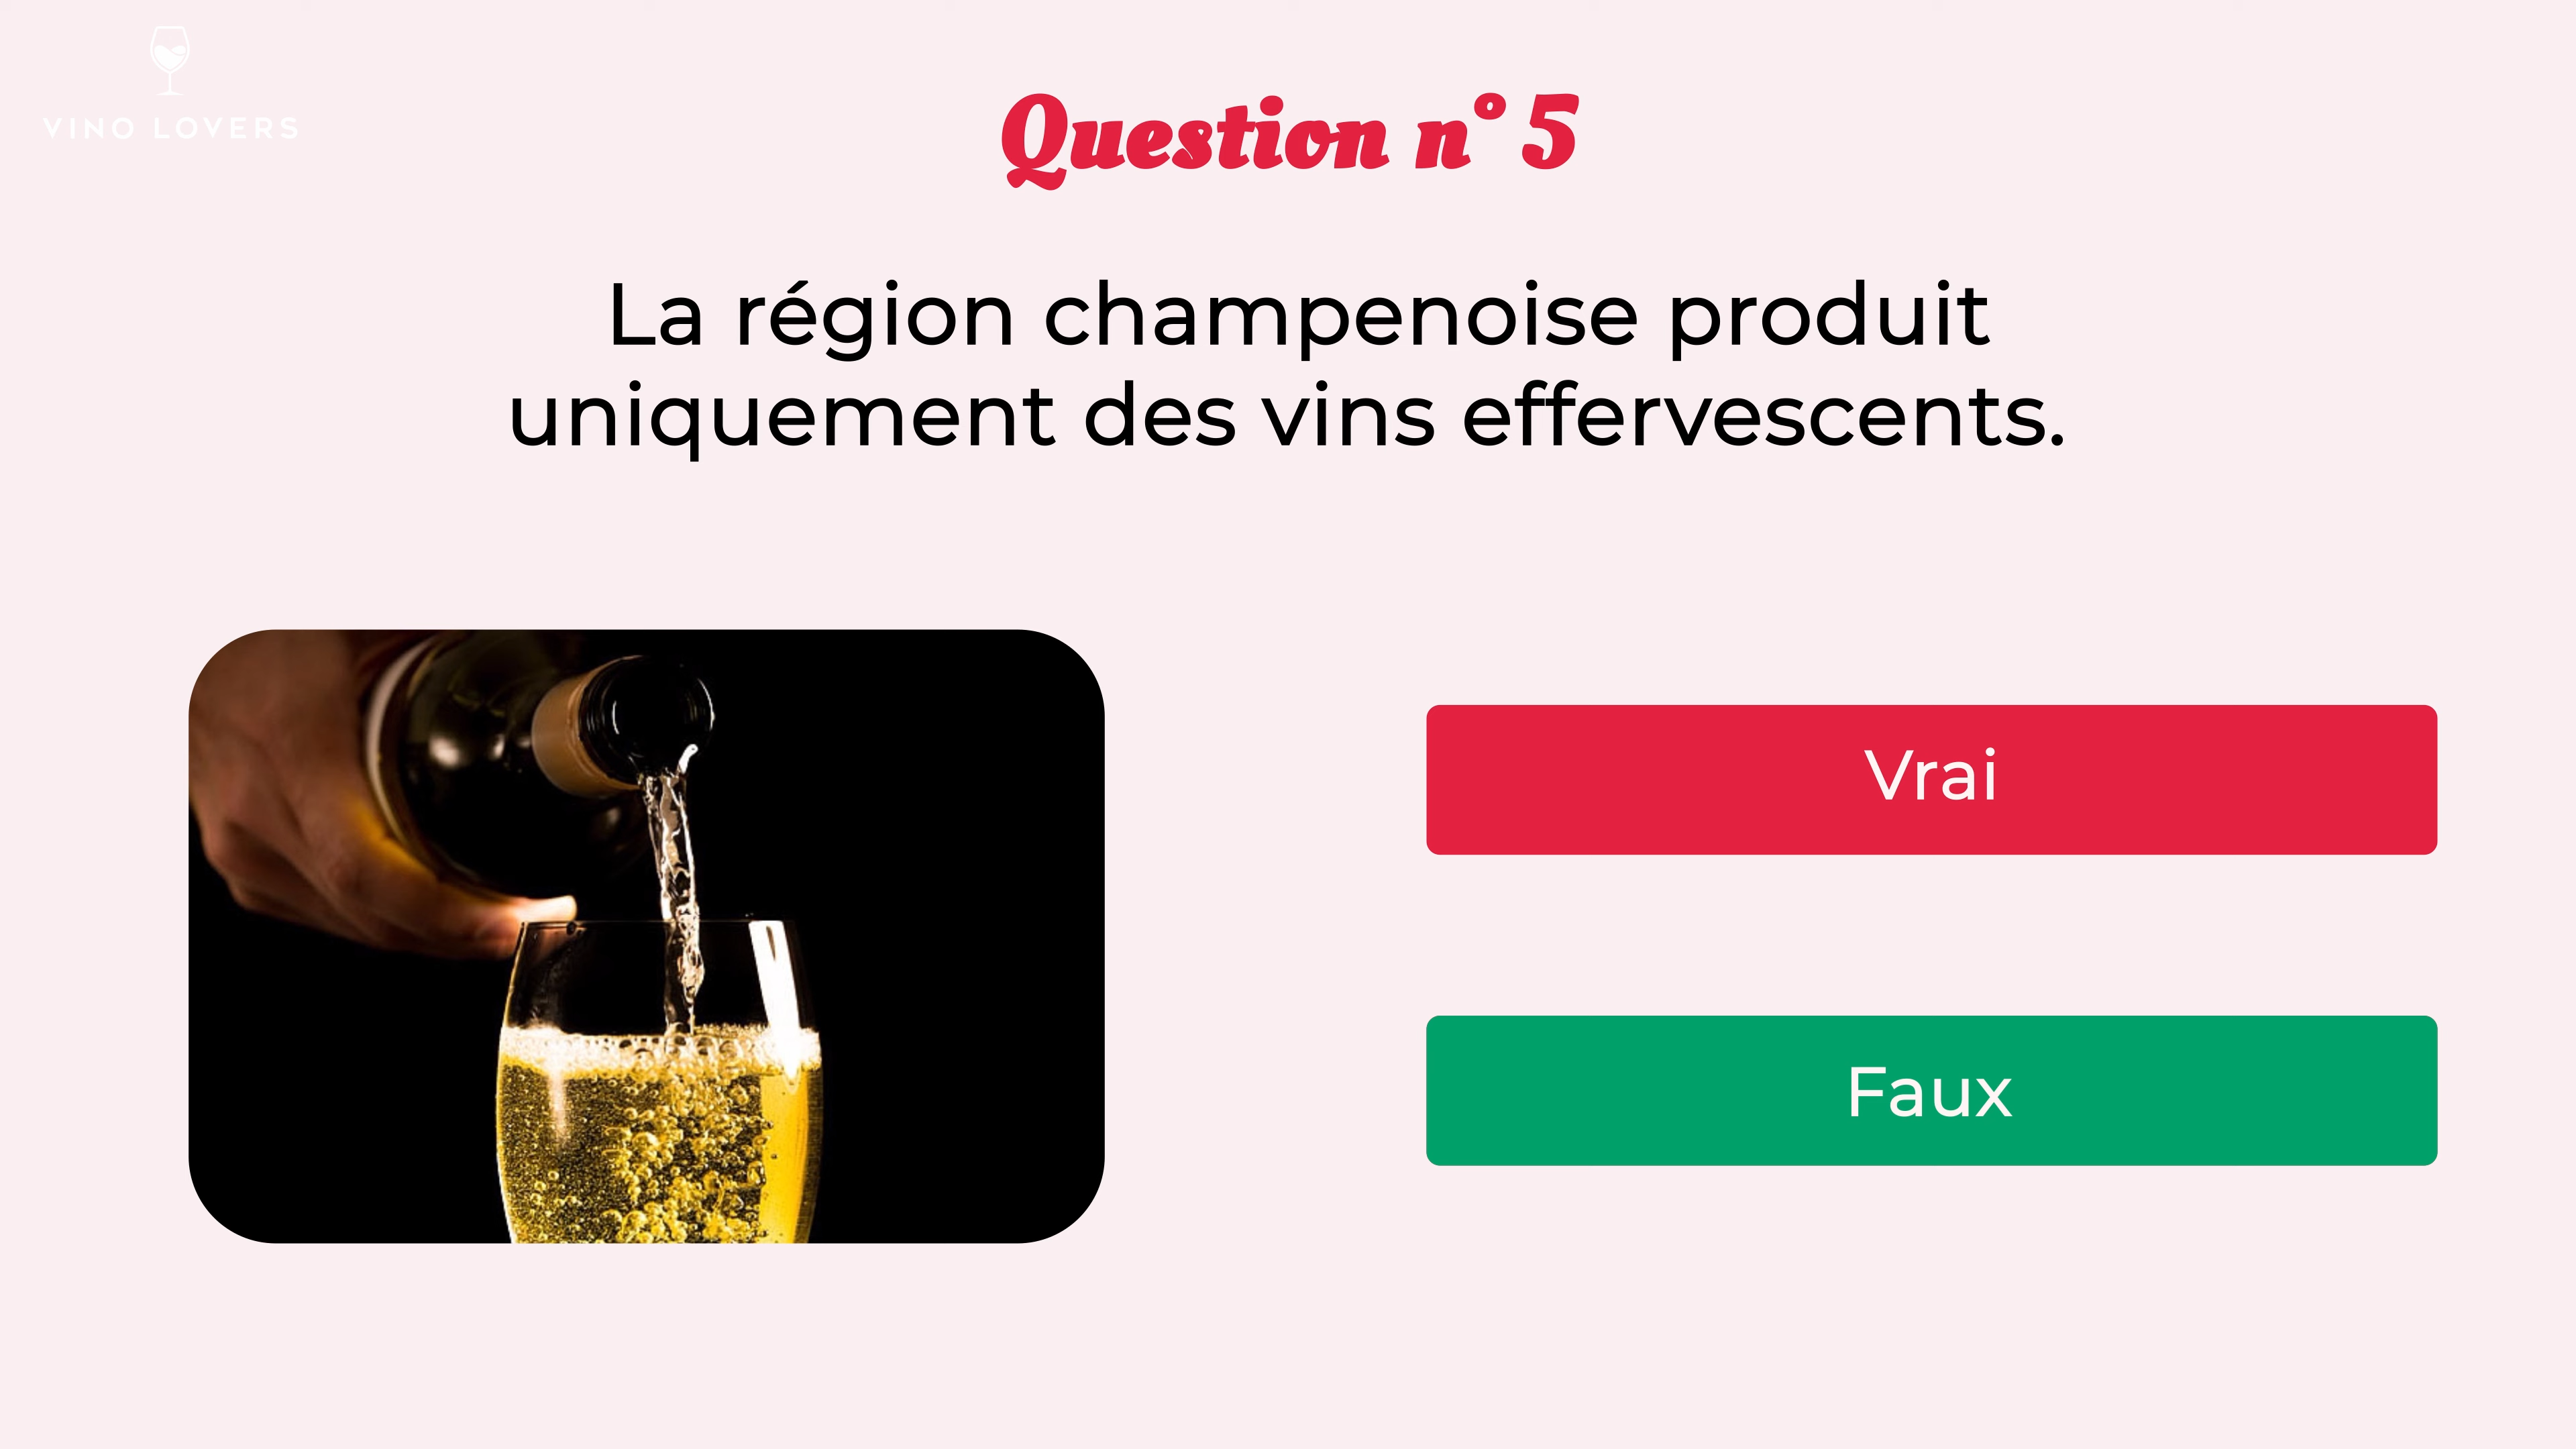 VINO LOVERS
Question n° 5
La région champenoise produit
uniquement des vins effervescents.
Vrai
Faux